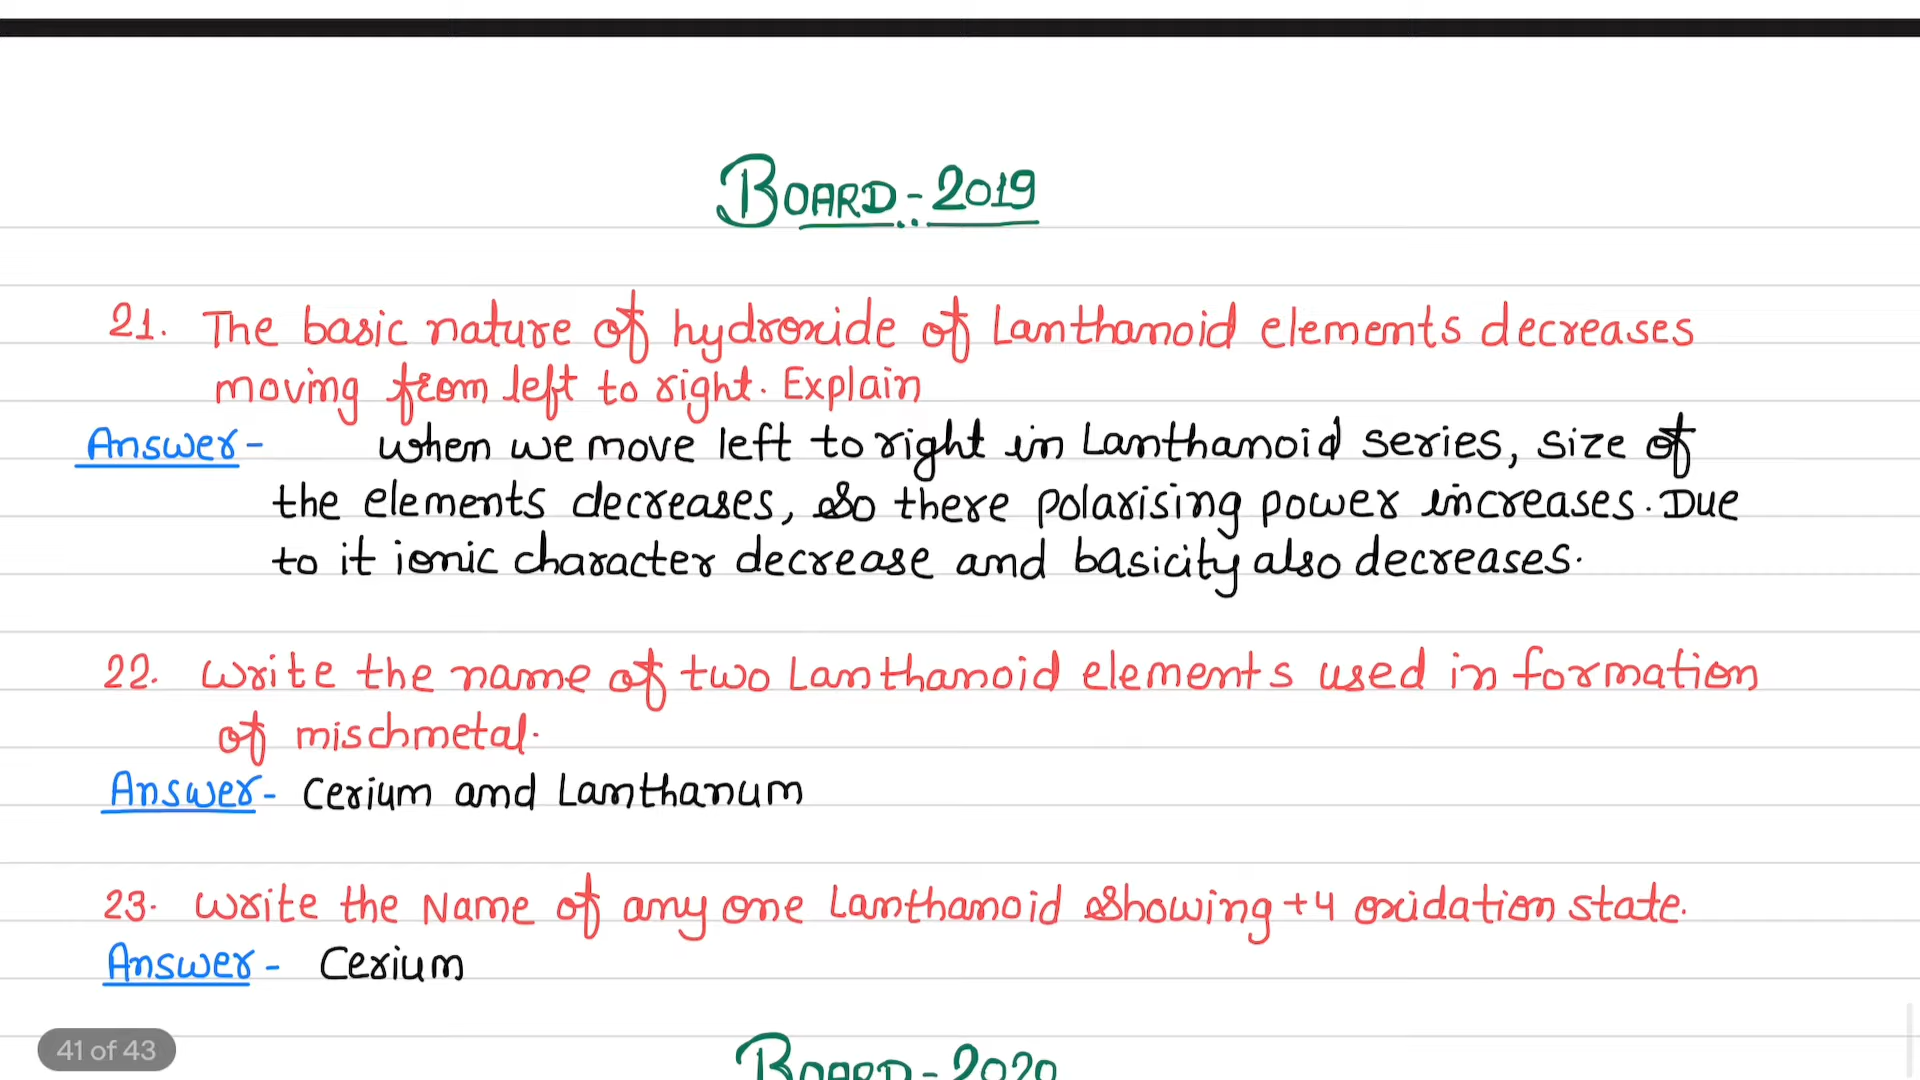 BOARD - 2019
21. The basic nature of hydroxide of Lanthanoid elements decreases
moving from left to right. Explain
Answer - when we move left to right in Lanthanoid series, size of
the elements decreases, so there polarising power increases. Due
to it ionic character decrease and basicity also decreases.
22. Write the name of two Lanthanoid elements used in formation
of mischmetal.
Answer - Cerium and Lanthanum
23. Write the Name of any one Lanthanoid showing +4 oxidation state.
Answer - Cerium
41 of 43
BOARD - 2020